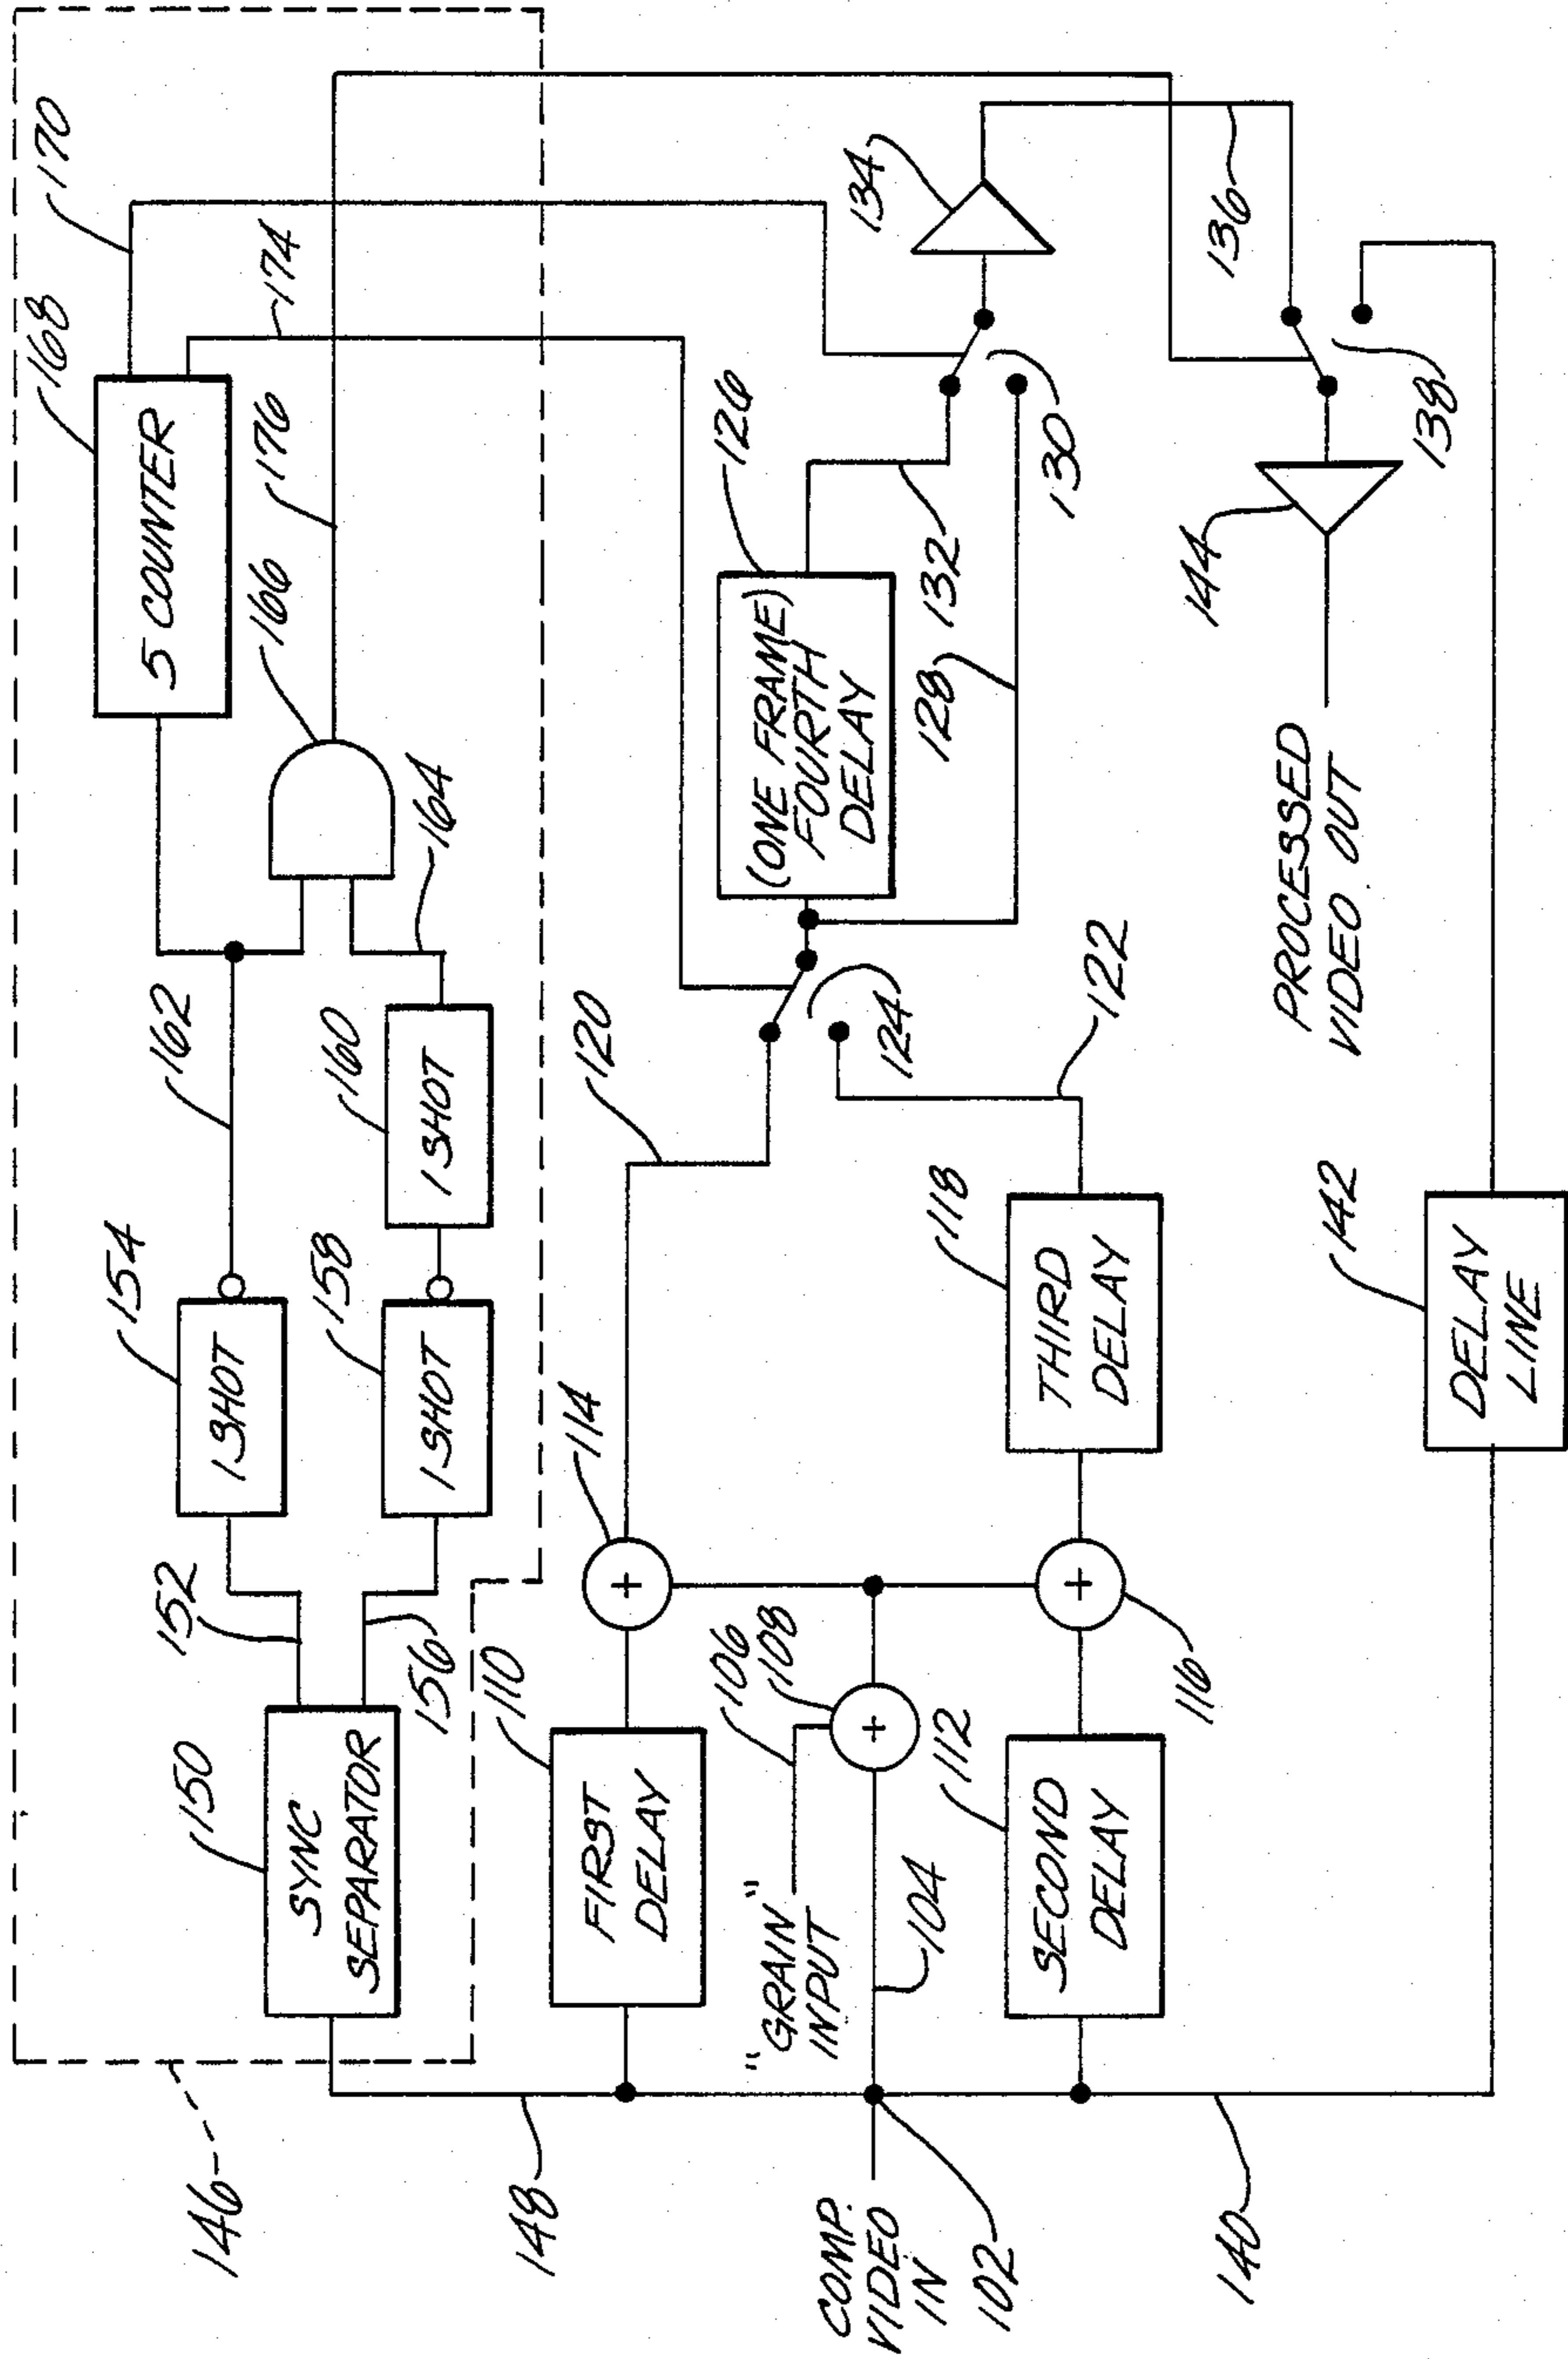 146
150
SYNC
SEPARATOR
152
156
154
1 SHOT
158
1 SHOT
160
1 SHOT
162
164
166
168
5 COUNTER
170
174
176
148
110
FIRST
DELAY
114
120
106
108
"GRAIN"
INPUT
+
+
+
104
112
SECOND
DELAY
116
118
THIRD
DELAY
122
124
126
(ONE FRAME)
FOURTH
DELAY
128
132
130
134
136
138
144
PROCESSED
VIDEO OUT
COMP.
VIDEO
IN
102
140
142
DELAY
LINE